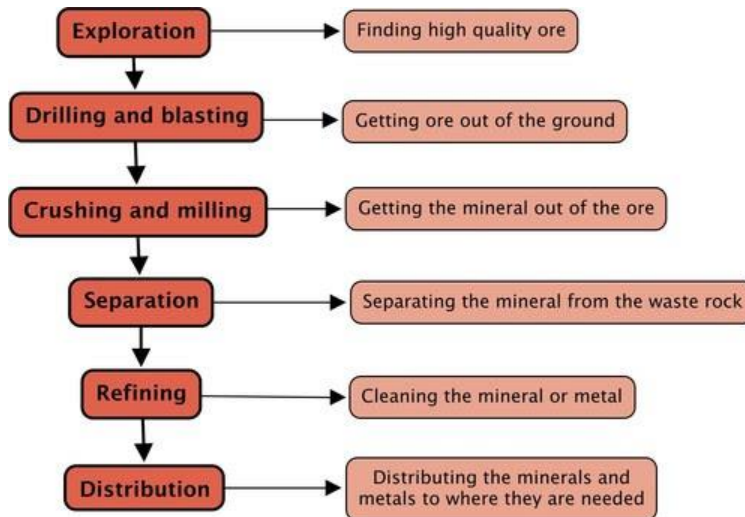 Exploration
Finding high quality ore
Drilling and blasting
Getting ore out of the ground
Crushing and milling
Getting the mineral out of the ore
Separation
Separating the mineral from the waste rock
Refining
Cleaning the mineral or metal
Distribution
Distributing the minerals and
metals to where they are needed